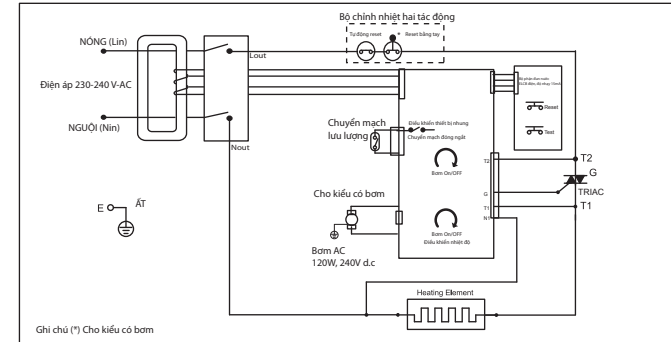 Bộ chỉnh nhiệt hai tác động
Tự động reset
* Reset bằng tay
NÓNG (Lin)
Lout
Điện áp 230-240 V-AC
NGUỘI (Nin)
Nout
Reset
Test
Chuyển mạch
lưu lượng
Điều khiển thiết bị nhung
Chuyển mạch đóng ngắt
Bơm On/OFF
T2
T2
G
G
TRIAC
T1
T1
N1
Cho kiểu có bơm
E
ẤT
Bơm AC
120W, 240V d.c
Bơm On/OFF
Điều khiển nhiệt độ
Heating Element
Ghi chú (*) Cho kiểu có bơm